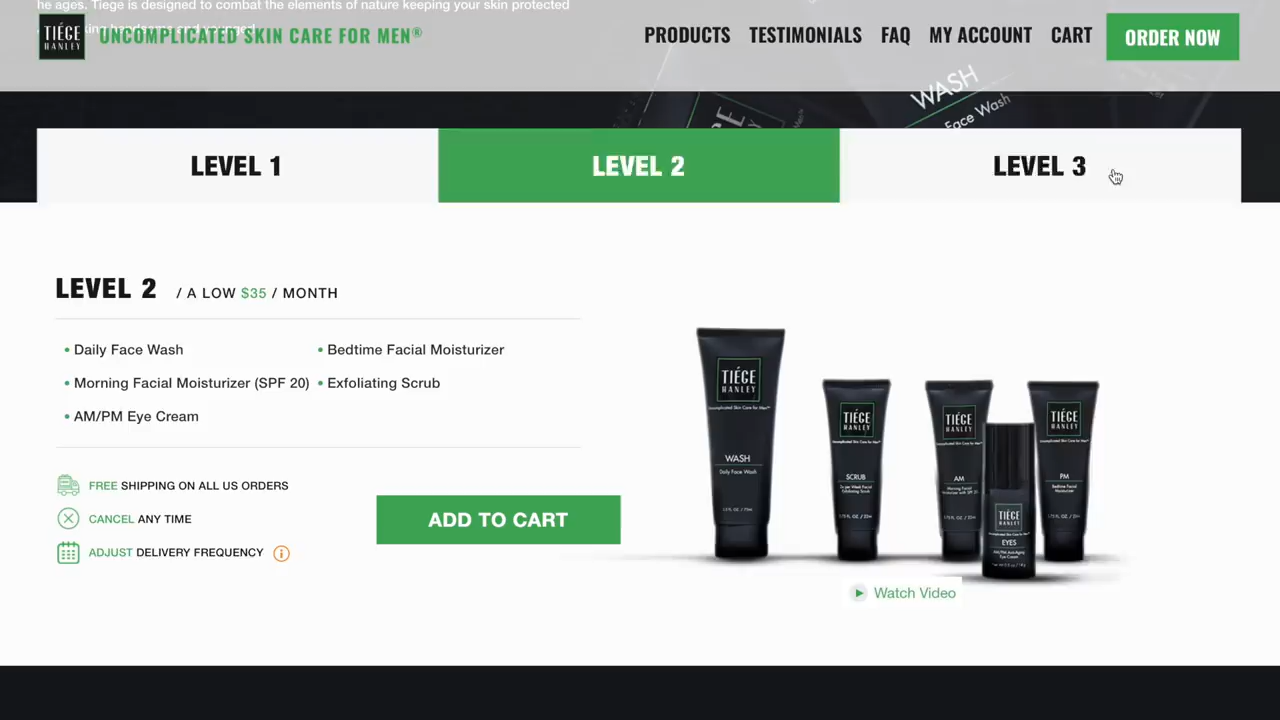 he ages. Tiege is designed to combat the elements of nature keeping your skin protected
TIÉGE
HANLEY
UNCOMPLICATED SKIN CARE FOR MEN®
PRODUCTS TESTIMONIALS FAQ MY ACCOUNT CART ORDER NOW
WASH
Face Wash
LEVEL 1 LEVEL 2 LEVEL 3
LEVEL 2 / A LOW $35 / MONTH
• Daily Face Wash • Bedtime Facial Moisturizer
• Morning Facial Moisturizer (SPF 20) • Exfoliating Scrub
• AM/PM Eye Cream
FREE SHIPPING ON ALL US ORDERS
CANCEL ANY TIME
ADJUST DELIVERY FREQUENCY
ADD TO CART
TIÉGE
HANLEY
Uncomplicated Skin Care for Men™
WASH
Daily Face Wash
TIÉGE
HANLEY
SCRUB
TIÉGE
HANLEY
AM
TIÉGE
HANLEY
EYES
TIÉGE
HANLEY
PM
Bedtime Facial
Moisturizer
Watch Video